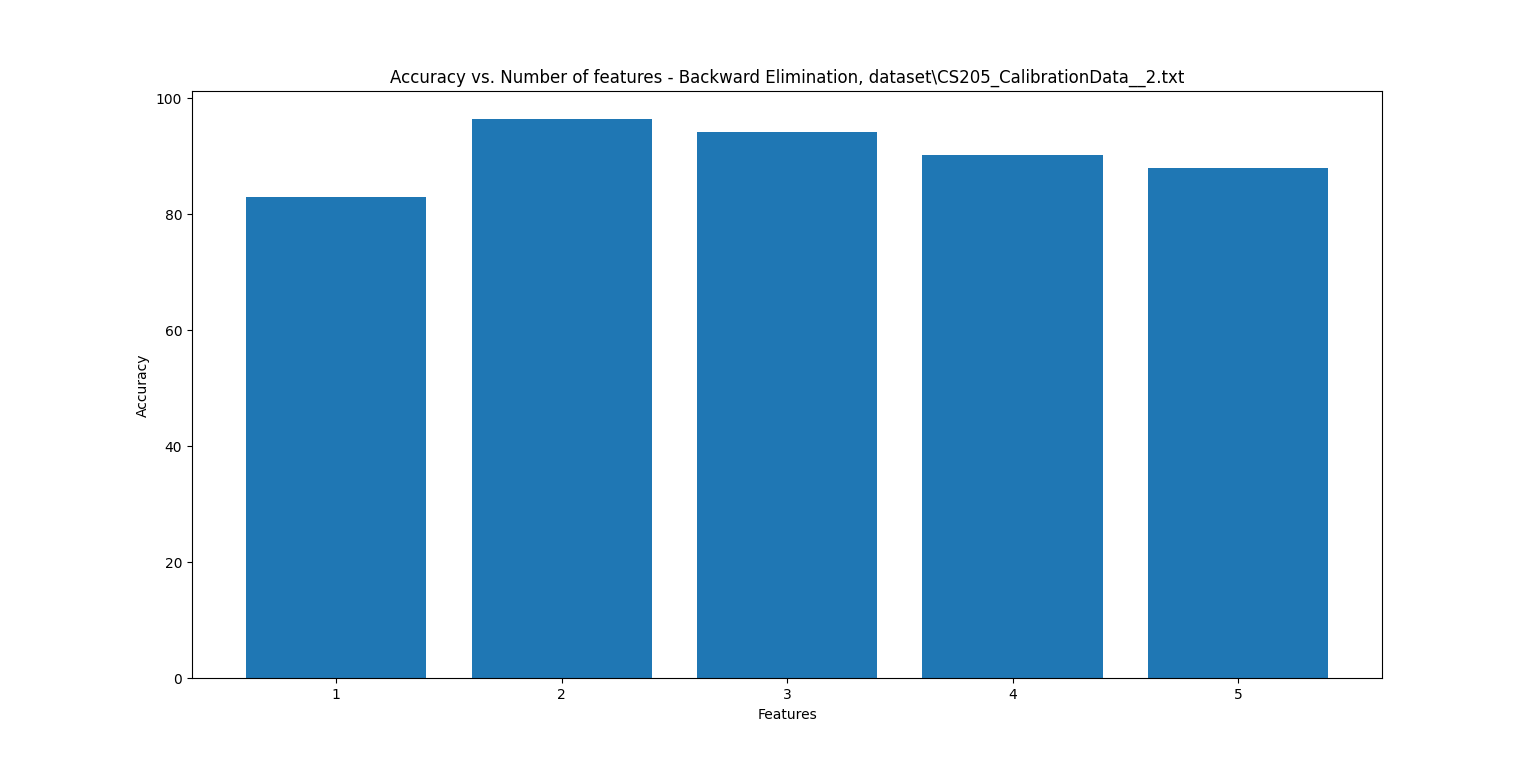 Accuracy vs. Number of features - Backward Elimination, dataset\CS205_CalibrationData__2.txt
100
80
60
40
20
0
Accuracy
1 2 3 4 5
Features